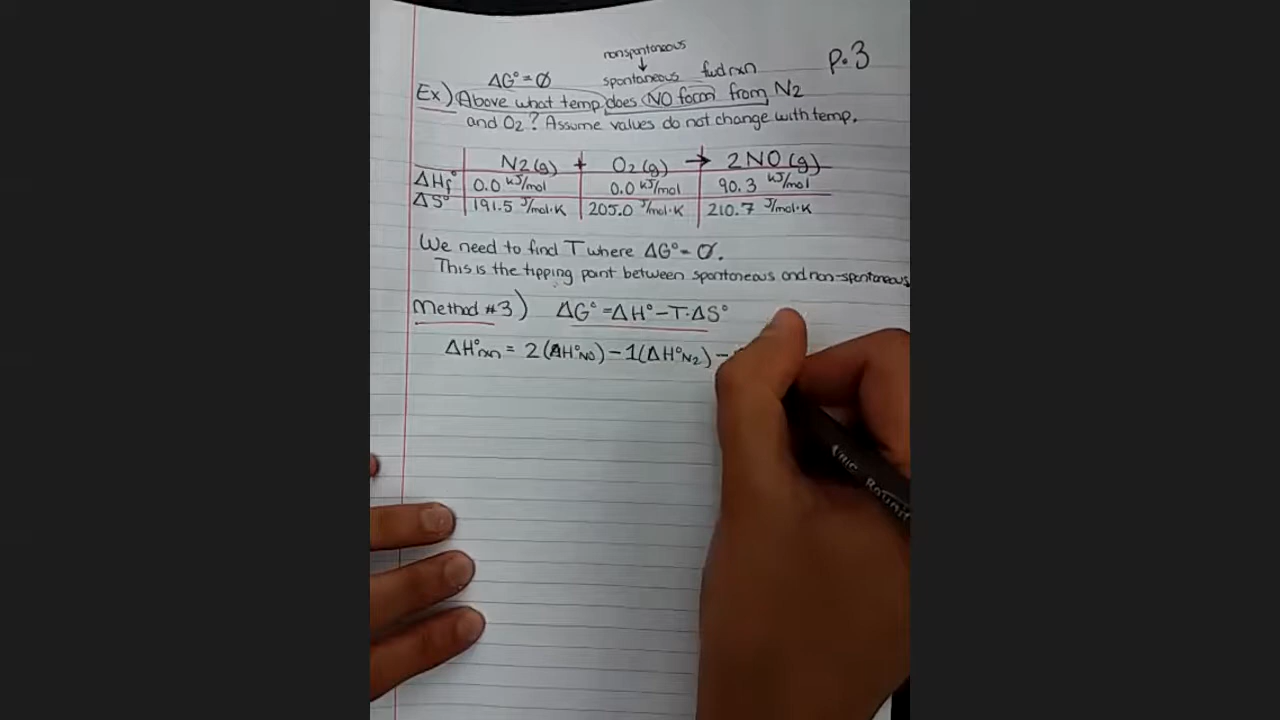 nonspontaneous
↓
ΔG° = Ø spontaneous fwd rxn p.3
Ex) Above what temp does NO form from N2
and O2? Assume values do not change with temp.
N2(g) + O2(g) → 2NO(g)
ΔHf° 0.0 kJ/mol 0.0 kJ/mol 90.3 kJ/mol
ΔS° 191.5 J/mol·K 205.0 J/mol·K 210.7 J/mol·K
We need to find T where ΔG° = Ø.
This is the tipping point between spontaneous and non-spontaneous
Method #3) ΔG° = ΔH° − T·ΔS°
ΔH°rxn = 2(ΔH°NO) − 1(ΔH°N2) −